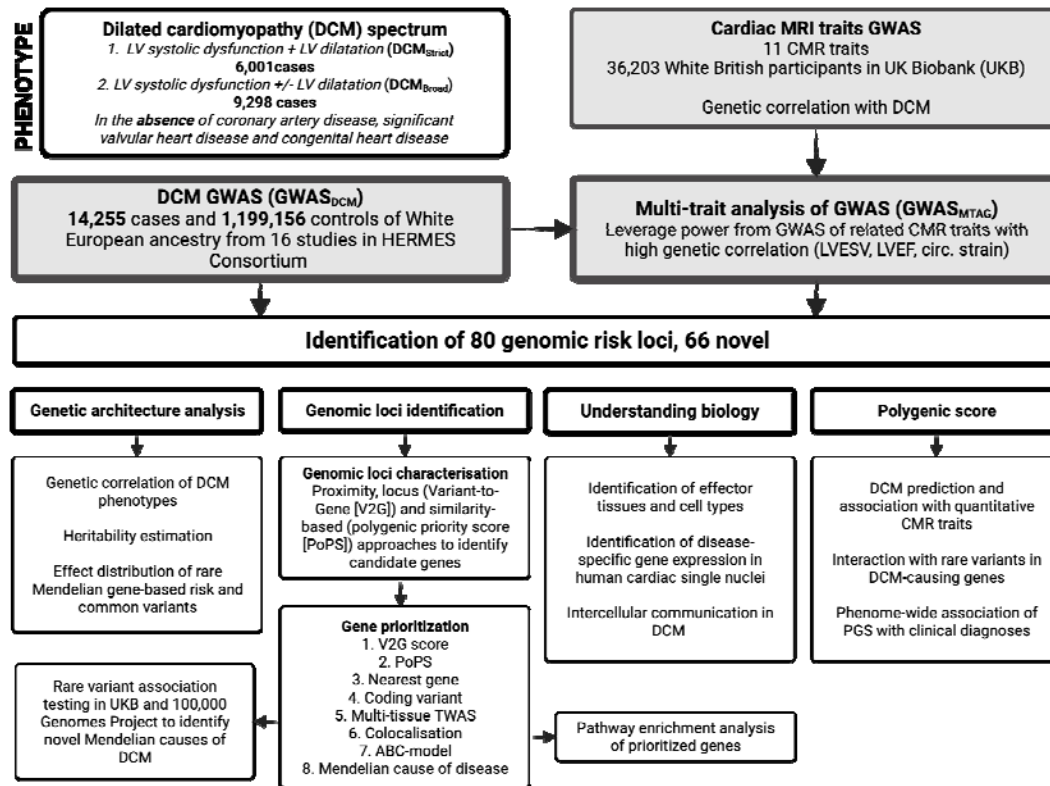 PHENOTYPE
Dilated cardiomyopathy (DCM) spectrum
1. LV systolic dysfunction + LV dilatation (DCMStrict)
6,001cases
2. LV systolic dysfunction +/- LV dilatation (DCMBroad)
9,298 cases
In the absence of coronary artery disease, significant
valvular heart disease and congenital heart disease
Cardiac MRI traits GWAS
11 CMR traits
36,203 White British participants in UK Biobank (UKB)
Genetic correlation with DCM
DCM GWAS (GWASDCM)
14,255 cases and 1,199,156 controls of White
European ancestry from 16 studies in HERMES
Consortium
Multi-trait analysis of GWAS (GWASMTAG)
Leverage power from GWAS of related CMR traits with
high genetic correlation (LVESV, LVEF, circ. strain)
Identification of 80 genomic risk loci, 66 novel
Genetic architecture analysis
Genetic correlation of DCM
phenotypes
Heritability estimation
Effect distribution of rare
Mendelian gene-based risk and
common variants
Rare variant association
testing in UKB and 100,000
Genomes Project to identify
novel Mendelian causes of
DCM
Genomic loci identification
Genomic loci characterisation
Proximity, locus (Variant-to-
Gene [V2G]) and similarity-
based (polygenic priority score
[PoPS]) approaches to identify
candidate genes
Gene prioritization
1. V2G score
2. PoPS
3. Nearest gene
4. Coding variant
5. Multi-tissue TWAS
6. Colocalisation
7. ABC-model
8. Mendelian cause of disease
Understanding biology
Identification of effector
tissues and cell types
Identification of disease-
specific gene expression in
human cardiac single nuclei
Intercellular communication in
DCM
Pathway enrichment analysis
of prioritized genes
Polygenic score
DCM prediction and
association with quantitative
CMR traits
Interaction with rare variants in
DCM-causing genes
Phenome-wide association of
PGS with clinical diagnoses